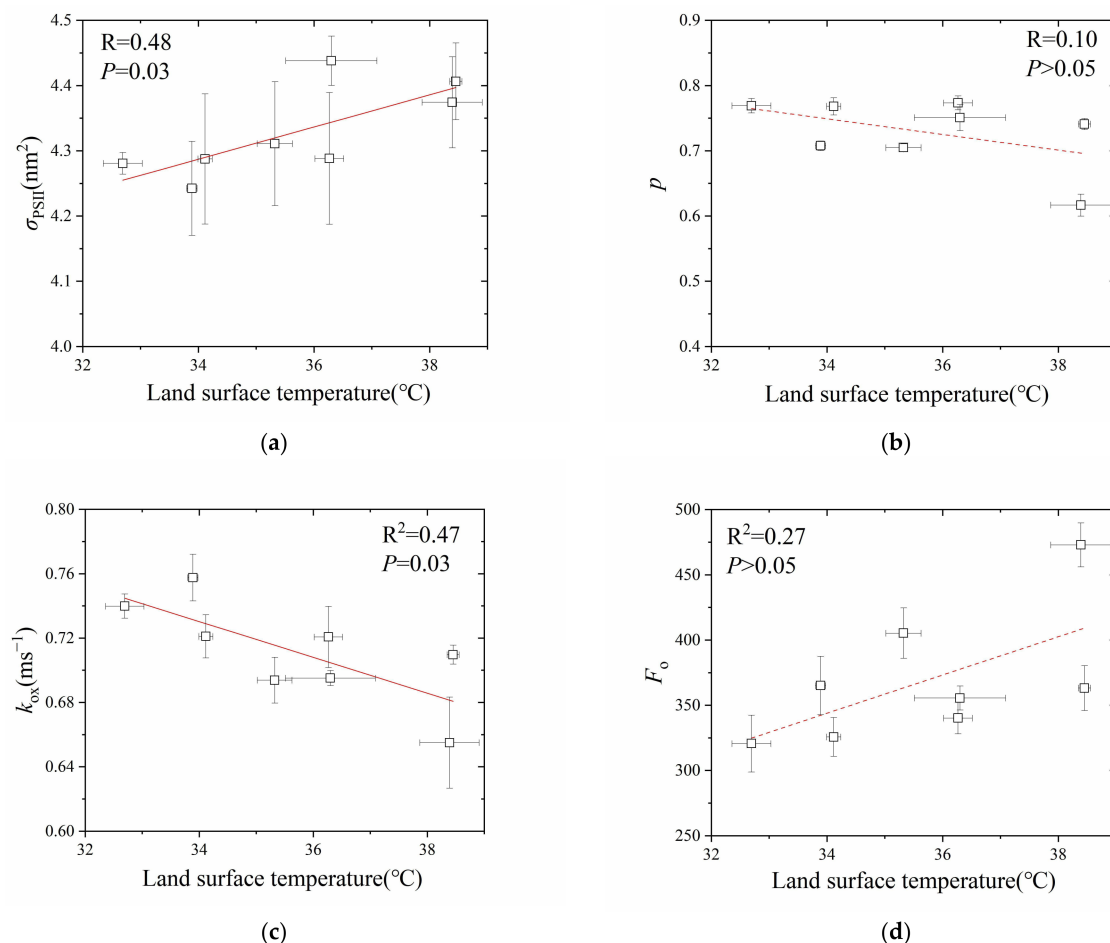 4.5
4.4
4.3
4.2
4.1
4.0
σPSII(nm²)
R=0.48
P=0.03
32 34 36 38
Land surface temperature(℃)
(a)
0.9
0.8
0.7
0.6
0.5
0.4
p
R=0.10
P>0.05
32 34 36 38
Land surface temperature(℃)
(b)
0.80
0.76
0.72
0.68
0.64
0.60
kox(ms⁻¹)
R²=0.47
P=0.03
32 34 36 38
Land surface temperature(℃)
(c)
500
450
400
350
300
250
Fo
R²=0.27
P>0.05
32 34 36 38
Land surface temperature(℃)
(d)